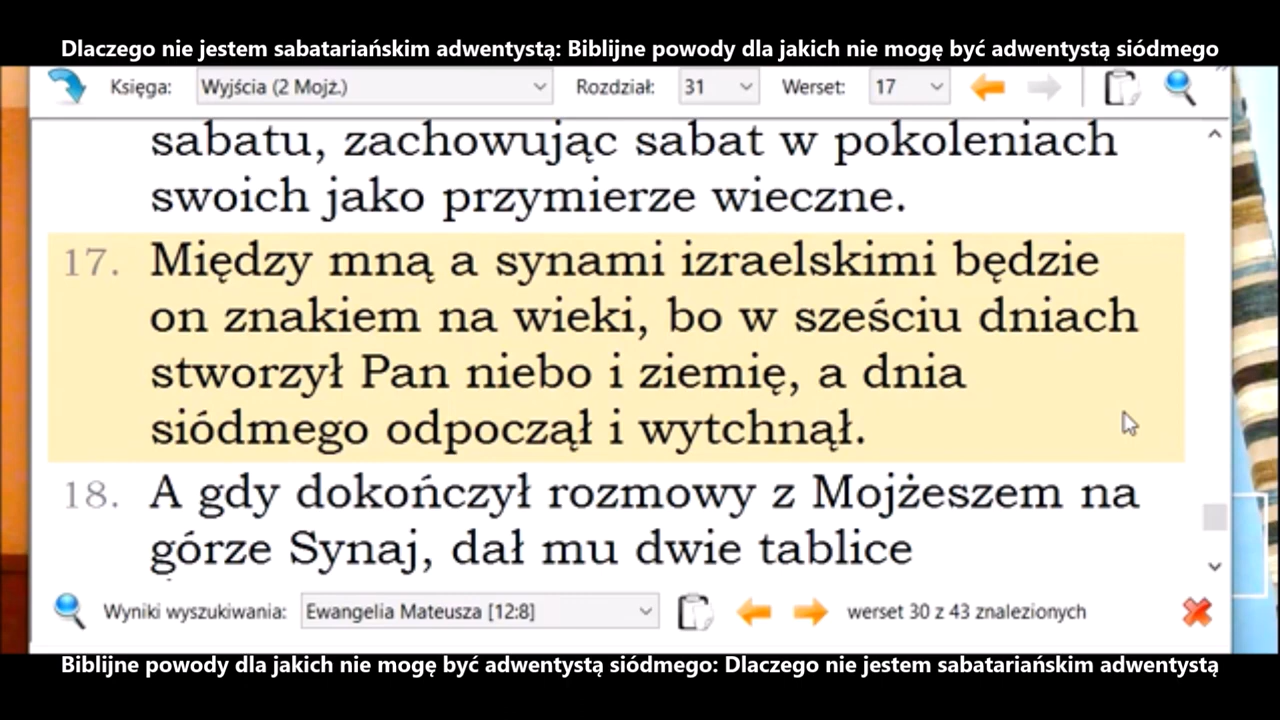 Dlaczego nie jestem sabatariańskim adwentystą: Biblijne powody dla jakich nie mogę być adwentystą siódmego
Księga: Wyjścia (2 Mojż.) Rozdział: 31 Werset: 17
sabatu, zachowując sabat w pokoleniach
swoich jako przymierze wieczne.
17. Między mną a synami izraelskimi będzie
on znakiem na wieki, bo w sześciu dniach
stworzył Pan niebo i ziemię, a dnia
siódmego odpoczął i wytchnął.
18. A gdy dokończył rozmowy z Mojżeszem na
górze Synaj, dał mu dwie tablice
Wyniki wyszukiwania: Ewangelia Mateusza [12:8] werset 30 z 43 znalezionych
Biblijne powody dla jakich nie mogę być adwentystą siódmego: Dlaczego nie jestem sabatariańskim adwentystą